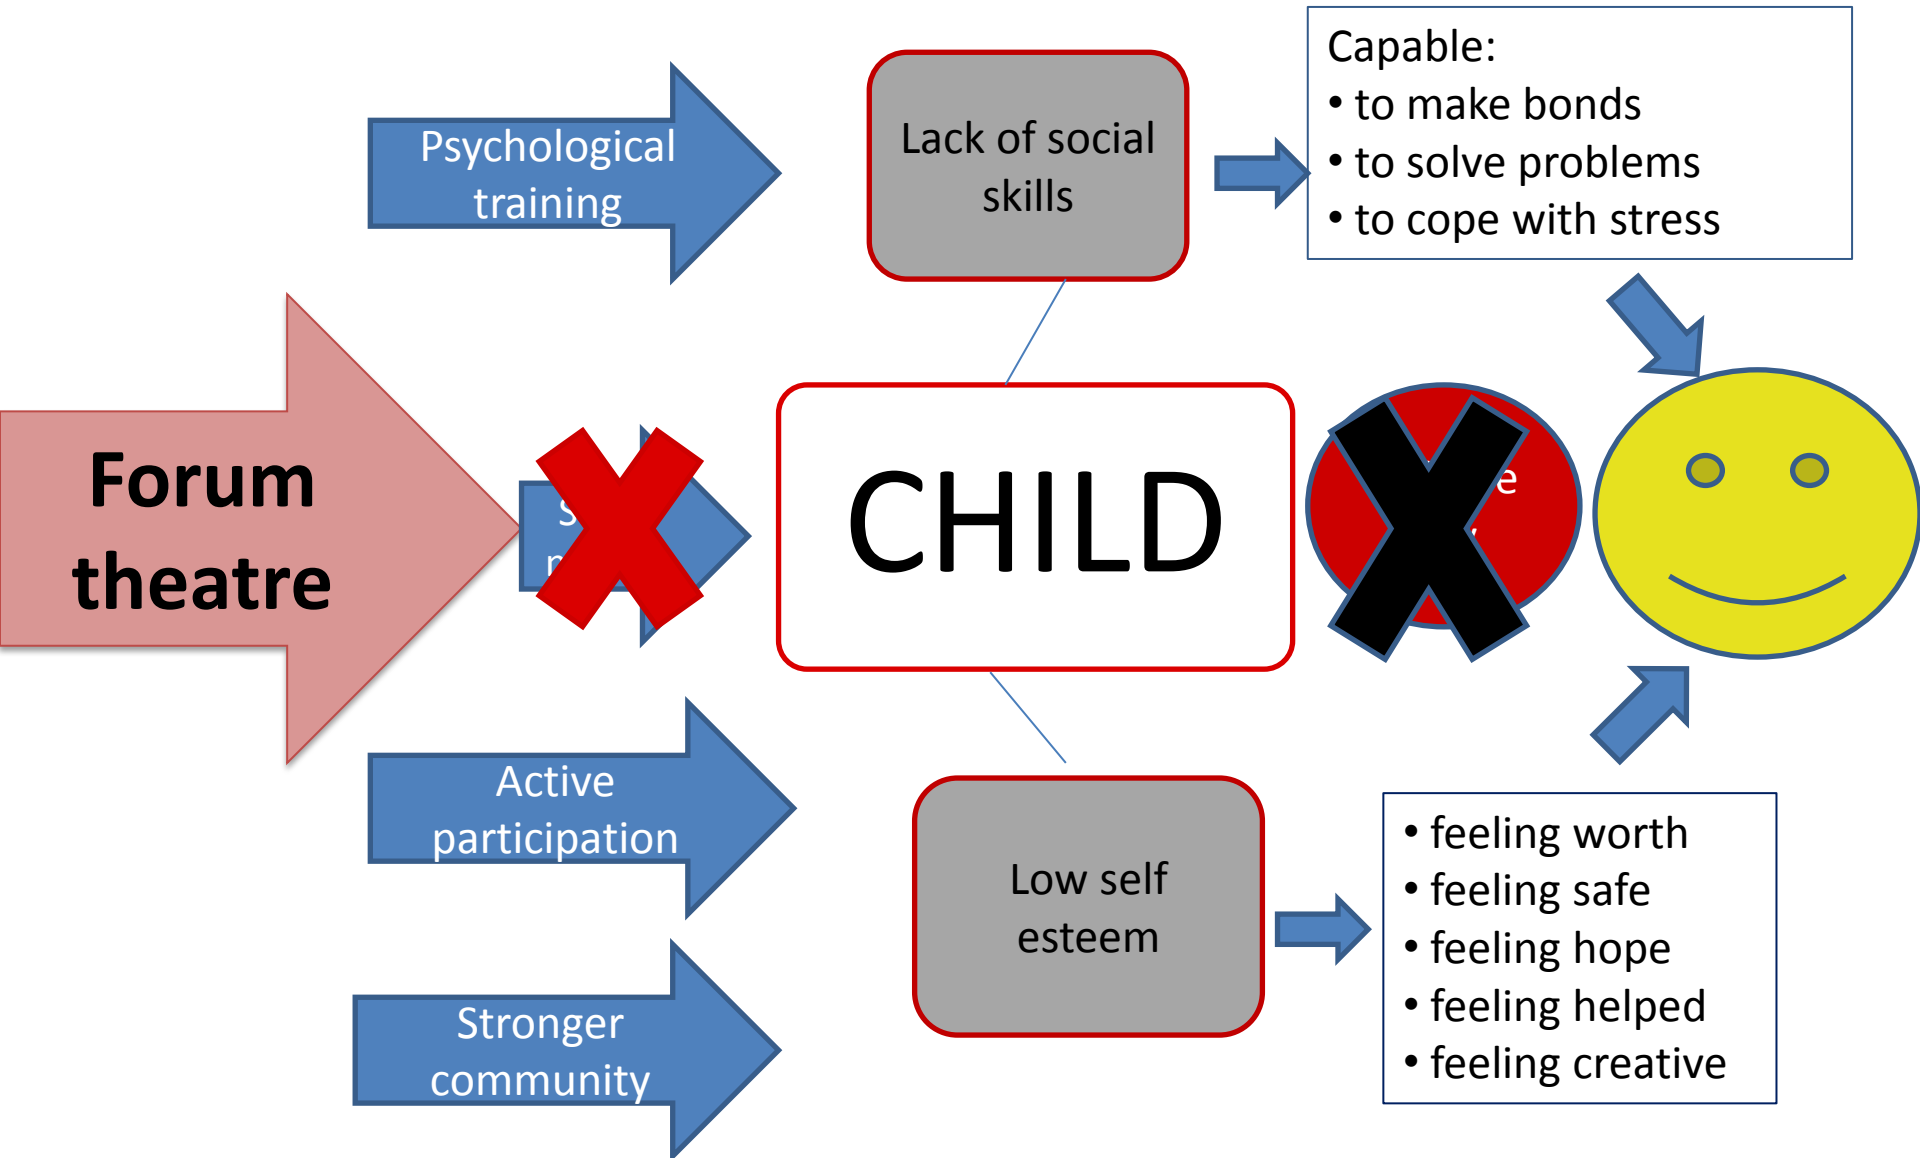 Psychological
training
Lack of social
skills
Capable:
• to make bonds
• to solve problems
• to cope with stress
Forum
theatre
CHILD
Active
participation
Stronger
community
Low self
esteem
• feeling worth
• feeling safe
• feeling hope
• feeling helped
• feeling creative